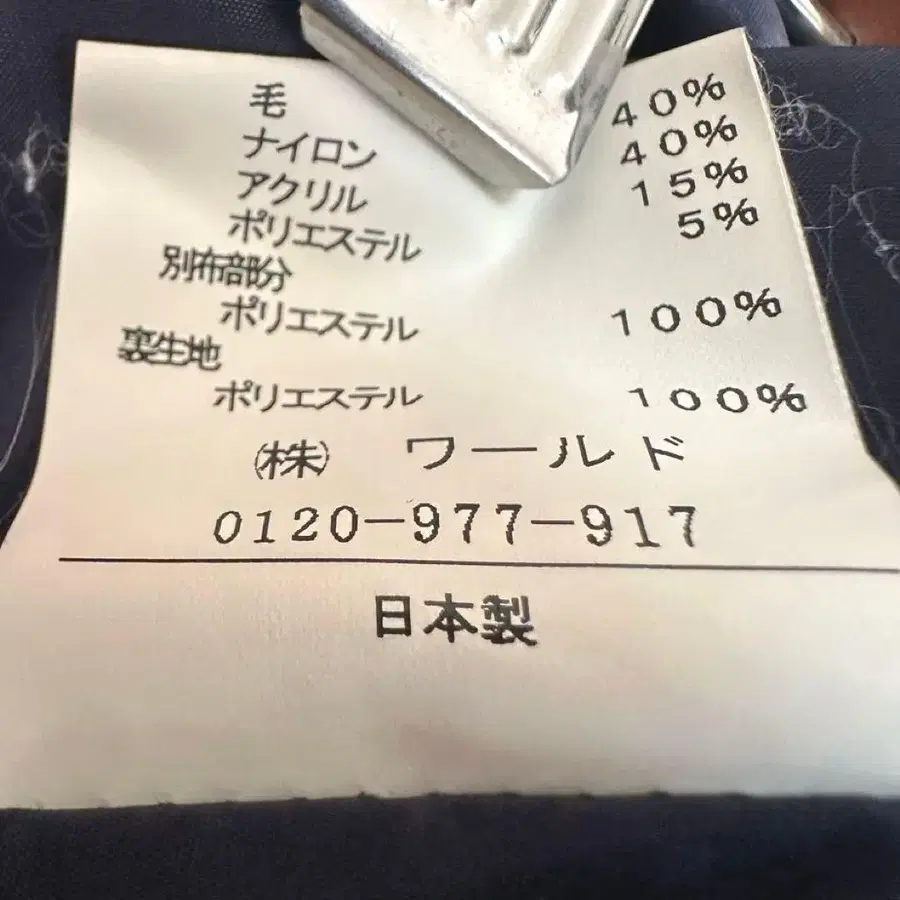 毛 40%
ナイロン 40%
アクリル 15%
ポリエステル 5%
別布部分
ポリエステル 100%
裏生地
ポリエステル 100%
㈱ ワールド
0120-977-917
日本製